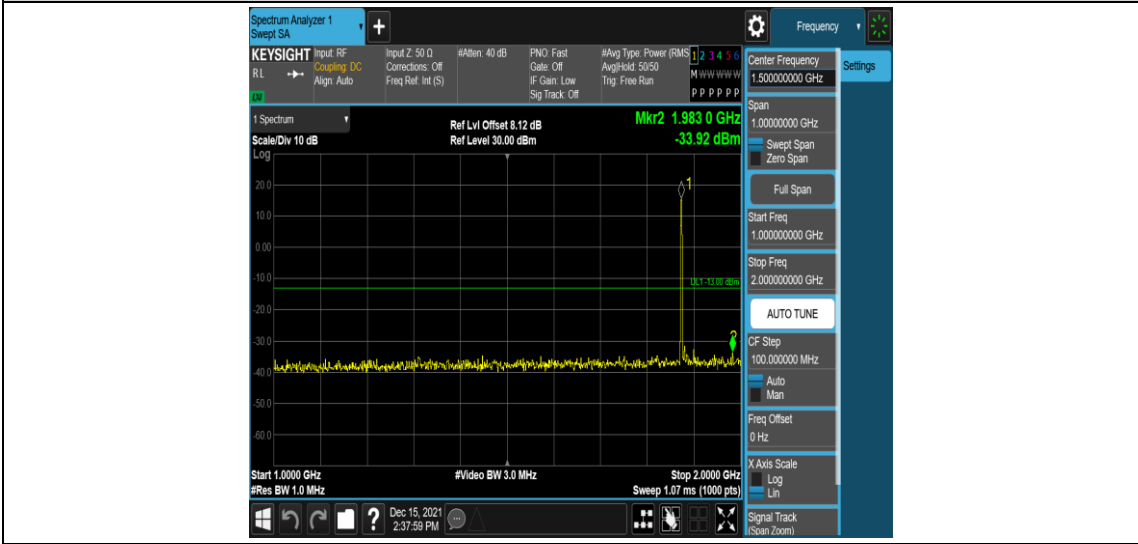 Spectrum Analyzer 1
Swept SA
+
Frequency
KEYSIGHT
RL
Input: RF
Coupling: DC
Align: Auto
Input Z: 50 Ω
Corrections: Off
Freq Ref: Int (S)
#Atten: 40 dB
PNO: Fast
Gate: Off
IF Gain: Low
Sig Track: Off
#Avg Type: Power (RMS
Avg|Hold: 50/50
Trig: Free Run
1 2 3 4 5 6
M W W W W W
P P P P P P
1 Spectrum
Scale/Div 10 dB
Log
Ref Lvl Offset 8.12 dB
Ref Level 30.00 dBm
Mkr2 1.983 0 GHz
-33.92 dBm
1
20.0
10.0
0.00
-10.0
DL1 -13.00 dBm
-20.0
-30.0
2
-40.0
-50.0
-60.0
Start 1.0000 GHz
#Res BW 1.0 MHz
#Video BW 3.0 MHz
Stop 2.0000 GHz
Sweep 1.07 ms (1000 pts)
?
Dec 15, 2021
2:37:59 PM
Center Frequency
1.500000000 GHz
Settings
Span
1.00000000 GHz
Swept Span
Zero Span
Full Span
Start Freq
1.000000000 GHz
Stop Freq
2.000000000 GHz
AUTO TUNE
CF Step
100.000000 MHz
Auto
Man
Freq Offset
0 Hz
X Axis Scale
Log
Lin
Signal Track
(Span Zoom)